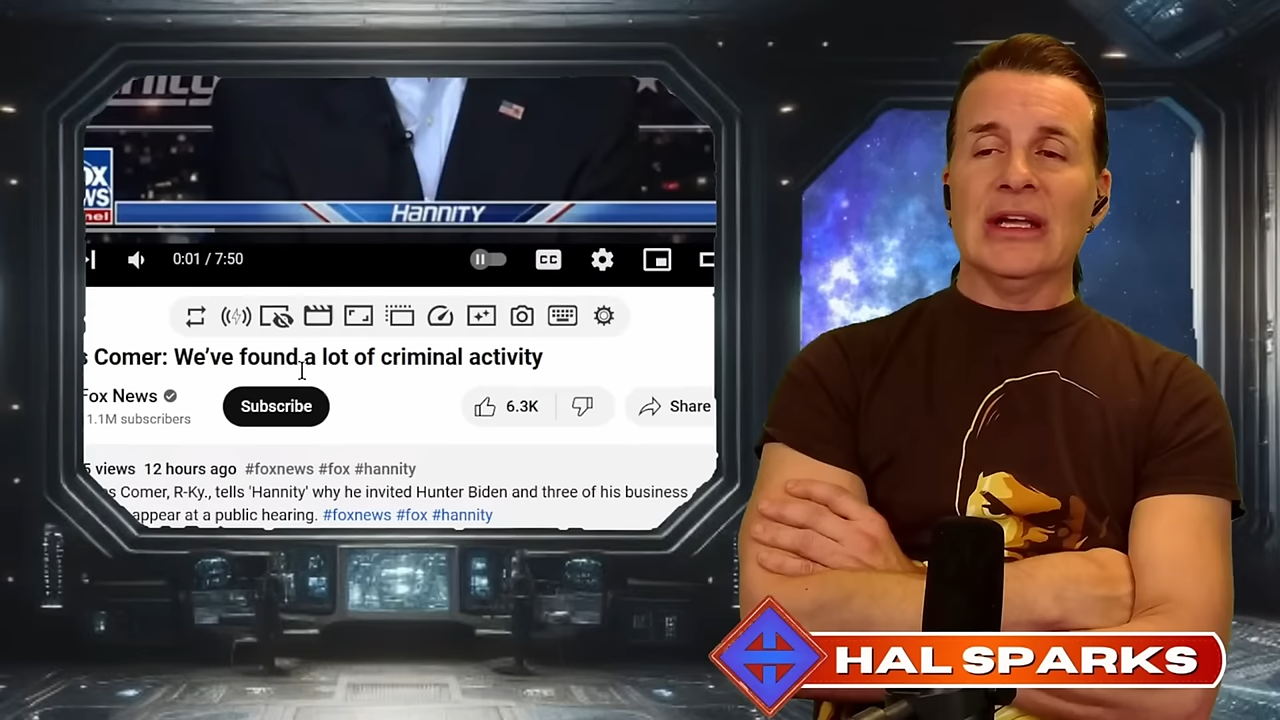 HANNITY
0:01 / 7:50
CC
s Comer: We've found a lot of criminal activity
Fox News
Subscribe
6.3K
Share
1.1M subscribers
5 views 12 hours ago #foxnews #fox #hannity
s Comer, R-Ky., tells 'Hannity' why he invited Hunter Biden and three of his business
appear at a public hearing. #foxnews #fox #hannity
HAL SPARKS